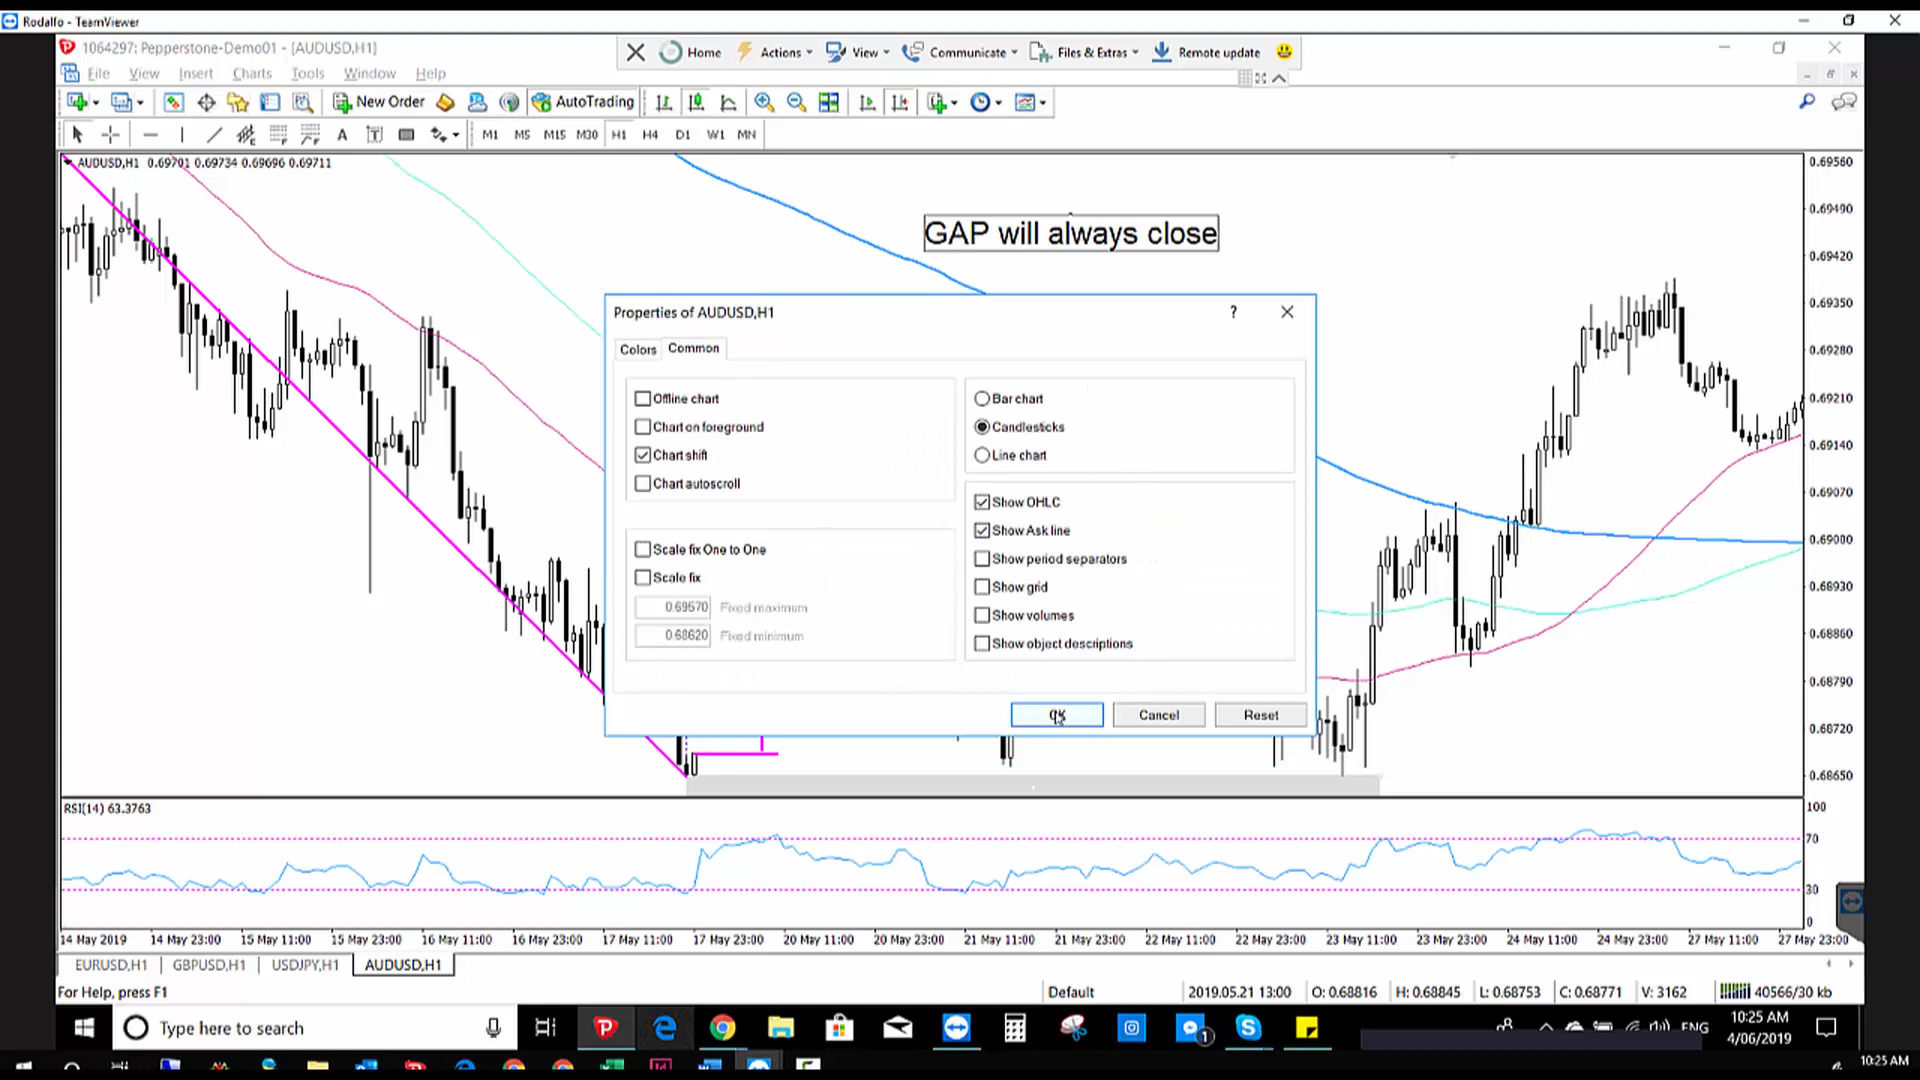 Rodalfo - TeamViewer
1064297: Pepperstone-Demo01 - [AUDUSD,H1]
Home Actions View Communicate Files & Extras Remote update
File View Insert Charts Tools Window Help
New Order AutoTrading
A T M1 M5 M15 M30 H1 H4 D1 W1 MN
AUDUSD,H1 0.69701 0.69734 0.69696 0.69711
GAP will always close
0.69560
0.69490
0.69420
0.69350
0.69280
0.69210
0.69140
0.69070
0.69000
0.68930
0.68860
0.68790
0.68720
0.68650
Properties of AUDUSD,H1 ?
Colors Common
Offline chart
Chart on foreground
Chart shift
Chart autoscroll
Scale fix One to One
Scale fix
0.69570 Fixed maximum
0.68620 Fixed minimum
Bar chart
Candlesticks
Line chart
Show OHLC
Show Ask line
Show period separators
Show grid
Show volumes
Show object descriptions
OK Cancel Reset
RSI(14) 63.3763
100
70
30
0
14 May 2019 14 May 23:00 15 May 11:00 15 May 23:00 16 May 11:00 16 May 23:00 17 May 11:00 17 May 23:00 20 May 11:00 20 May 23:00 21 May 11:00 21 May 23:00 22 May 11:00 22 May 23:00 23 May 11:00 23 May 23:00 24 May 11:00 24 May 23:00 27 May 11:00 27 May 23:00
EURUSD,H1 GBPUSD,H1 USDJPY,H1 AUDUSD,H1
For Help, press F1 Default 2019.05.21 13:00 O: 0.68816 H: 0.68845 L: 0.68753 C: 0.68771 V: 3162 40566/30 kb
Type here to search 1 ENG 10:25 AM
4/06/2019
10:25 AM